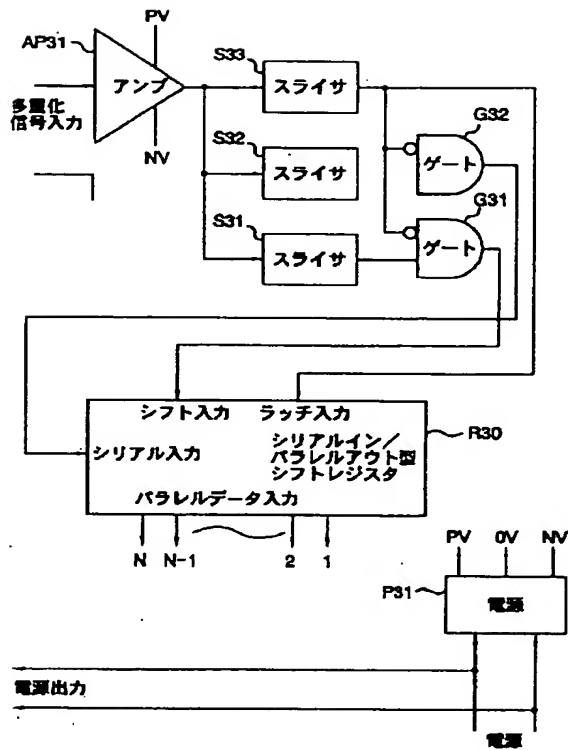 AP31
PV
アンプ
多重化
信号入力
NV
S33
スライサ
S32
スライサ
S31
スライサ
G32
ゲート
G31
ゲート
シフト入力
ラッチ入力
R30
シリアル入力
シリアルイン/
パラレルアウト型
シフトレジスタ
パラレルデータ入力
N
N-1
2
1
PV
0V
NV
P31
電源
電源出力
電源